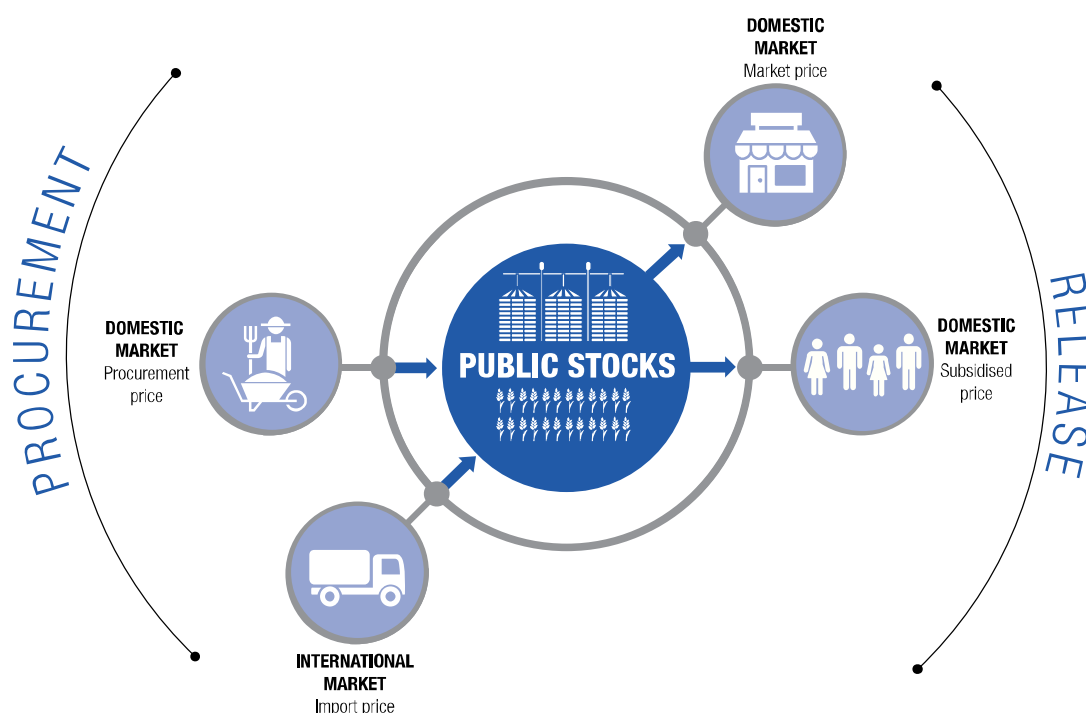 PROCUREMENT
DOMESTIC
MARKET
Procurement
price
INTERNATIONAL
MARKET
Import price
PUBLIC STOCKS
DOMESTIC
MARKET
Market price
DOMESTIC
MARKET
Subsidised
price
RELEASE